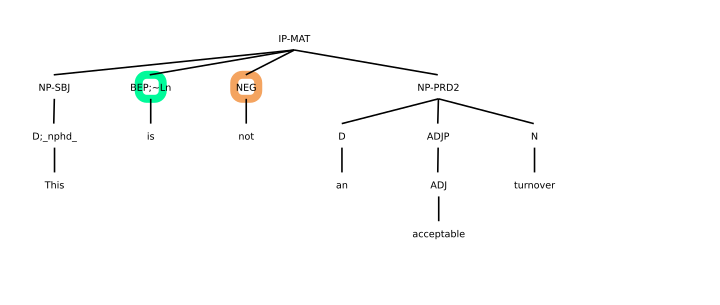 IP-MAT
NP-SBJ BEP;~Ln NEG NP-PRD2
D;_nphd_ is not D ADJP N
This an ADJ turnover
acceptable